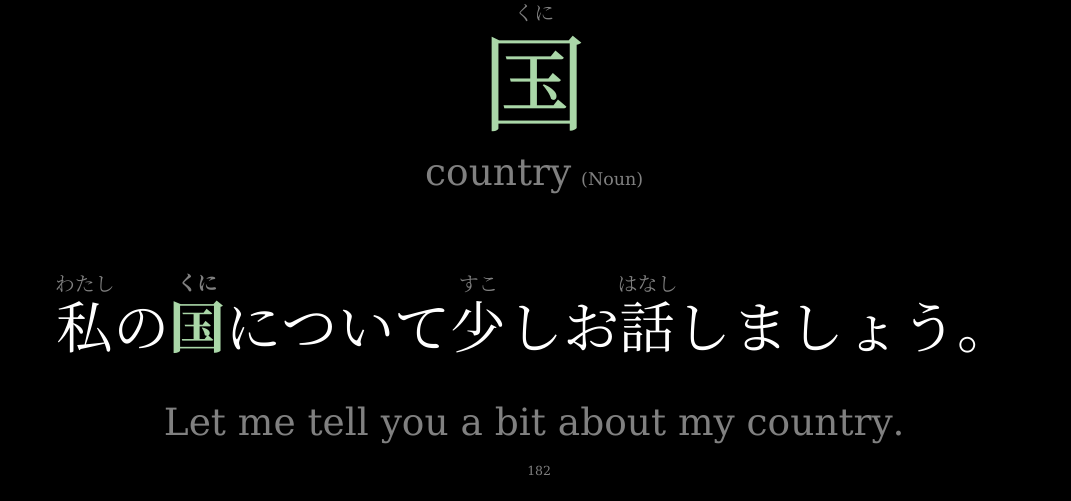 くに
国
country (Noun)
わたし くに すこ はなし
私の国について少しお話しましょう。
Let me tell you a bit about my country.
182